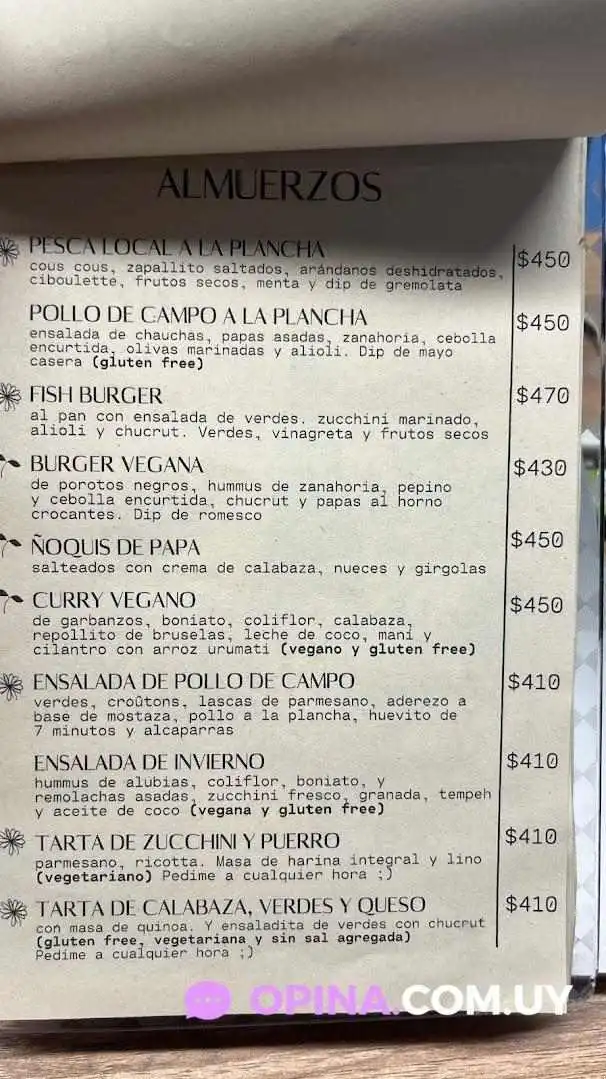 ALMUERZOS
PESCA LOCAL A LA PLANCHA
$450
cous cous, zapallito saltados, arándanos deshidratados,
ciboulette, frutos secos, menta y dip de gremolata
POLLO DE CAMPO A LA PLANCHA
$450
ensalada de chauchas, papas asadas, zanahoria, cebolla
encurtida, olivas marinadas y alioli. Dip de mayo
casera (gluten free)
FISH BURGER
$470
al pan con ensalada de verdes. zucchini marinado,
alioli y chucrut. Verdes, vinagreta y frutos secos
BURGER VEGANA
$430
de porotos negros, hummus de zanahoria, pepino
y cebolla encurtida, chucrut y papas al horno
crocantes. Dip de romesco
ÑOQUIS DE PAPA
$450
salteados con crema de calabaza, nueces y girgolas
CURRY VEGANO
$450
de garbanzos, boniato, coliflor, calabaza,
repollito de bruselas, leche de coco, maní y
cilantro con arroz urumati (vegano y gluten free)
ENSALADA DE POLLO DE CAMPO
$410
verdes, croûtons, lascas de parmesano, aderezo a
base de mostaza, pollo a la plancha, huevito de
7 minutos y alcaparras
ENSALADA DE INVIERNO
$410
hummus de alubias, coliflor, boniato, y
remolachas asadas, zucchini fresco, granada, tempeh
y aceite de coco (vegana y gluten free)
TARTA DE ZUCCHINI Y PUERRO
$410
parmesano, ricotta. Masa de harina integral y lino
(vegetariano) Pedime a cualquier hora ;)
TARTA DE CALABAZA, VERDES Y QUESO
$410
con masa de quinoa. Y ensaladita de verdes con chucrut
(gluten free, vegetariana y sin sal agregada)
Pedime a cualquier hora ;)
OPINA.COM.UY